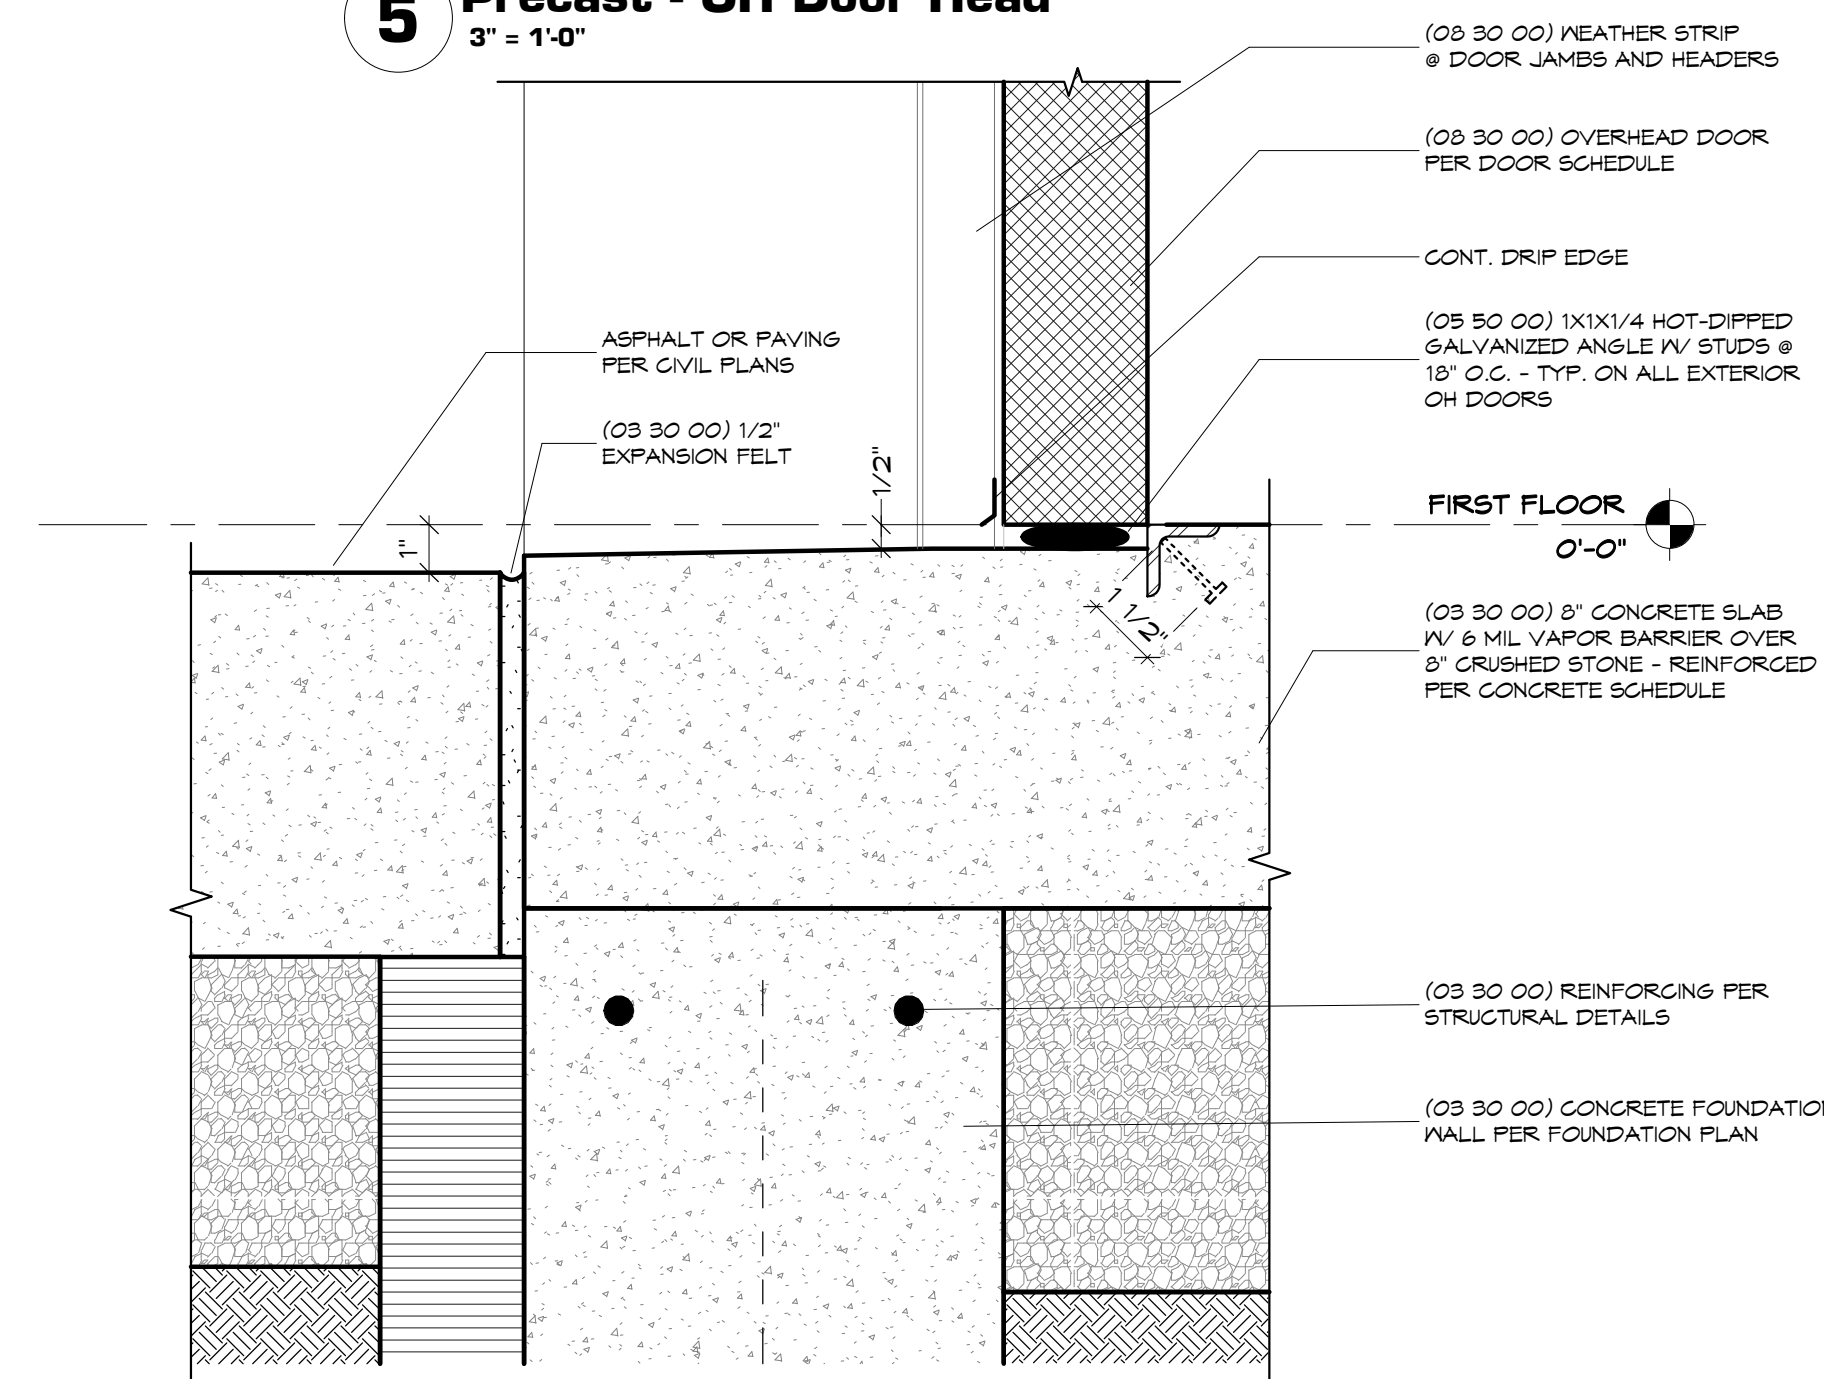 5 Precast - OH Door Head
3" = 1'-0"
(08 30 00) WEATHER STRIP
@ DOOR JAMBS AND HEADERS
(08 30 00) OVERHEAD DOOR
PER DOOR SCHEDULE
CONT. DRIP EDGE
(05 50 00) 1X1X1/4 HOT-DIPPED
GALVANIZED ANGLE W/ STUDS @
18" O.C. - TYP. ON ALL EXTERIOR
OH DOORS
ASPHALT OR PAVING
PER CIVIL PLANS
(03 30 00) 1/2"
EXPANSION FELT
1/2"
1"
1 1/2"
FIRST FLOOR
0'-0"
(03 30 00) 8" CONCRETE SLAB
W/ 6 MIL VAPOR BARRIER OVER
8" CRUSHED STONE - REINFORCED
PER CONCRETE SCHEDULE
(03 30 00) REINFORCING PER
STRUCTURAL DETAILS
(03 30 00) CONCRETE FOUNDATIO
WALL PER FOUNDATION PLAN